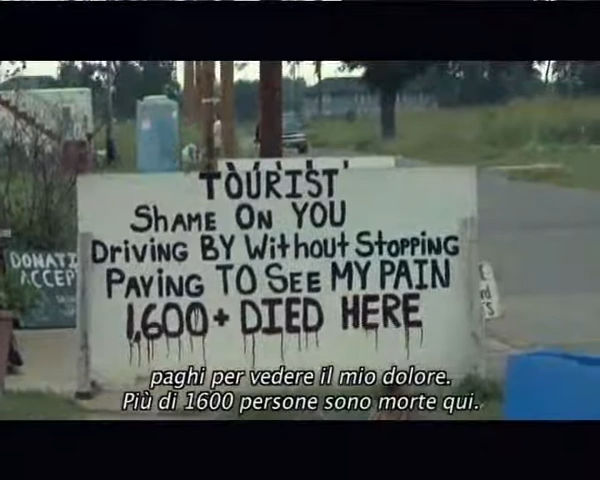 TOURIST
SHAME ON YOU
DRIVING BY WITHOUT STOPPING
PAYING TO SEE MY PAIN
1,600+ DIED HERE
DONATI
ACCEP
paghi per vedere il mio dolore.
Più di 1600 persone sono morte qui.